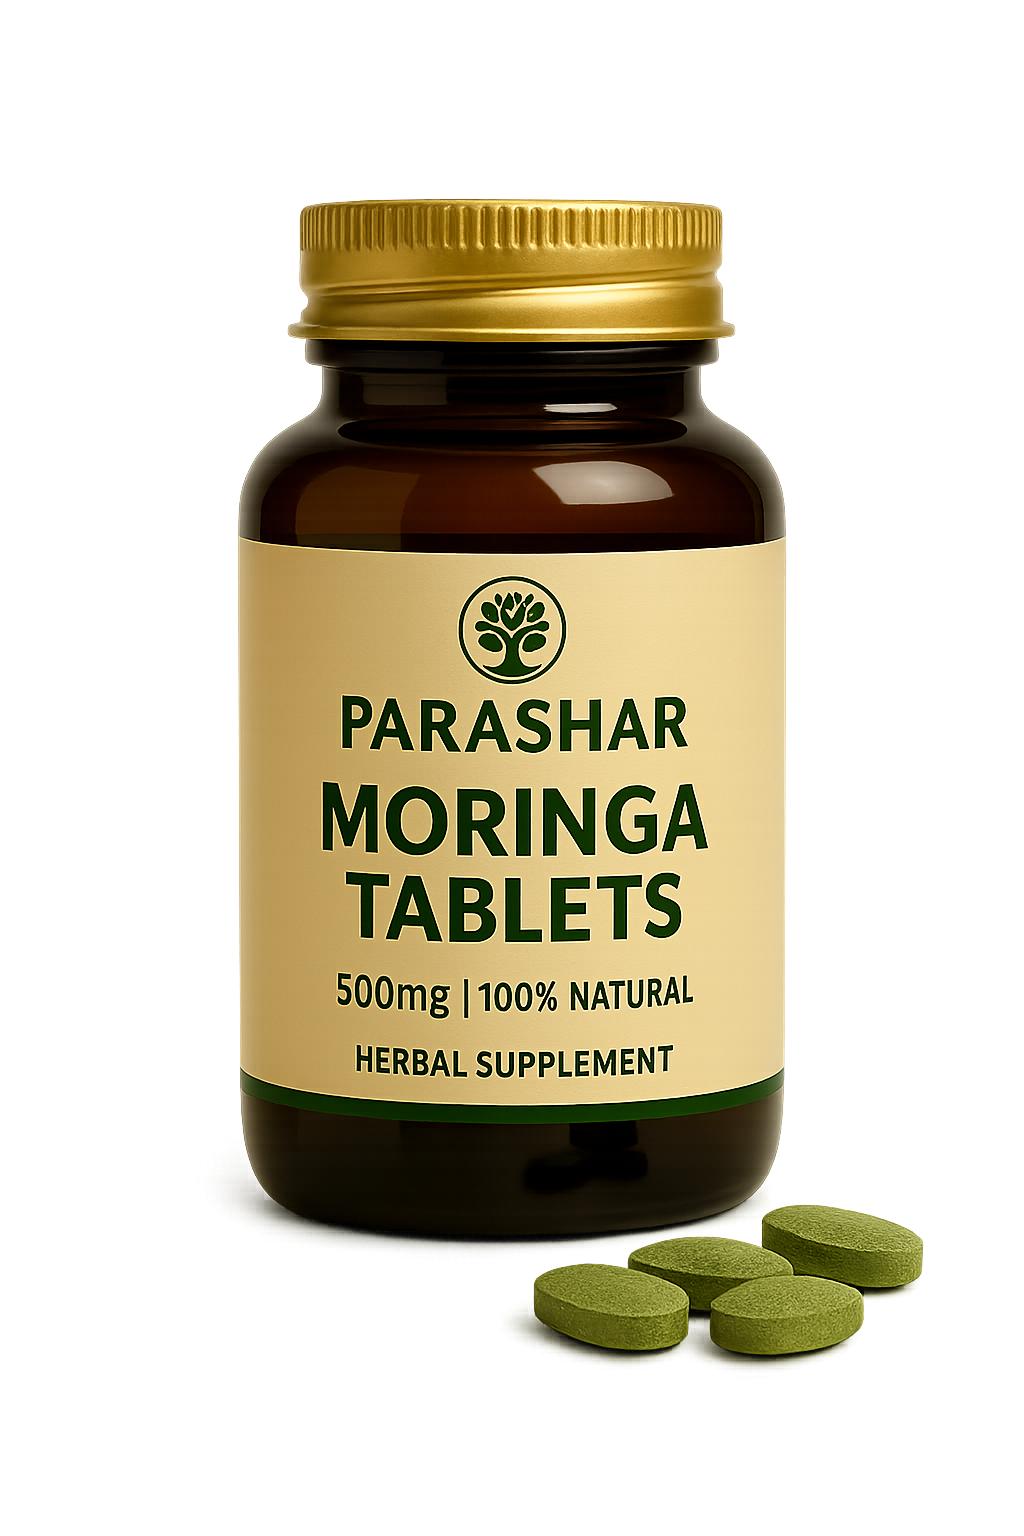 PARASHAR
MORINGA
TABLETS
500mg | 100% NATURAL
HERBAL SUPPLEMENT